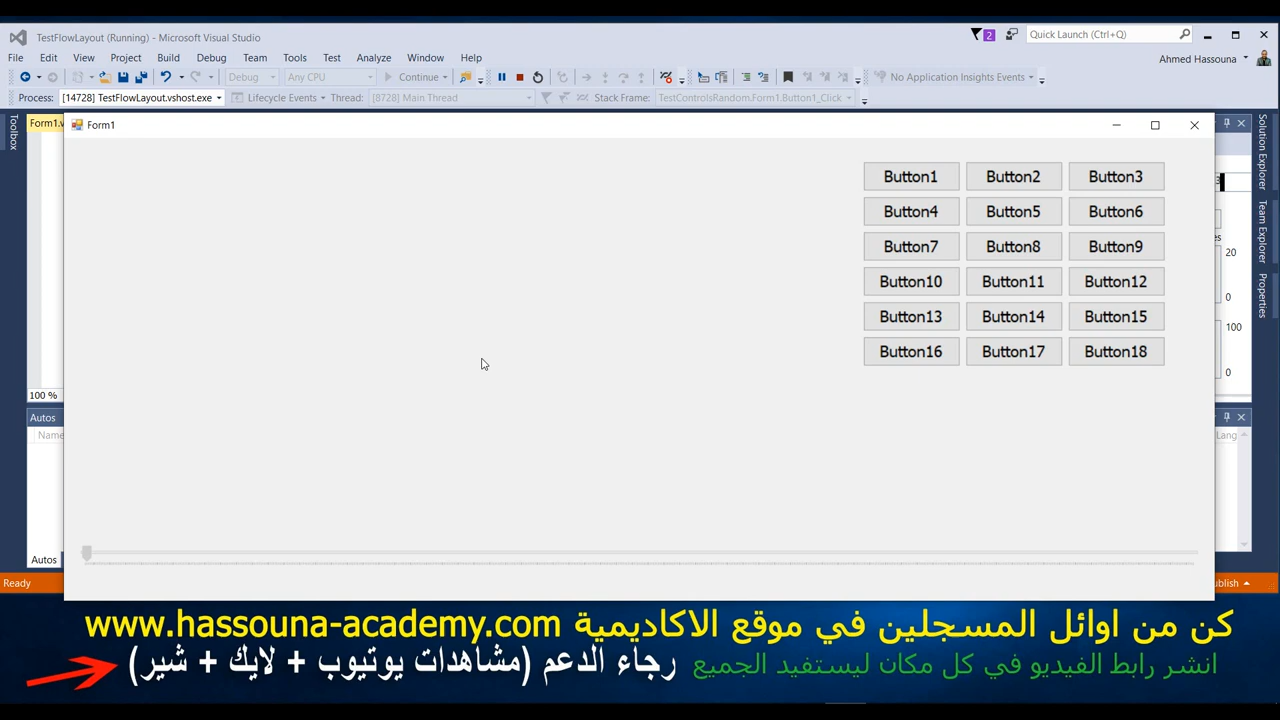 TestFlowLayout (Running) - Microsoft Visual Studio
2
Quick Launch (Ctrl+Q)
File Edit View Project Build Debug Team Tools Test Analyze Window Help
Ahmed Hassouna
Debug Any CPU Continue No Application Insights Events
Process: [14728] TestFlowLayout.vshost.exe Lifecycle Events Thread: [8728] Main Thread Stack Frame: TestControlsRandom.Form1.Button1_Click
Toolbox
Form1.v
Form1
Solution Explorer
Team Explorer
Properties
Button1 Button2 Button3
Button4 Button5 Button6
Button7 Button8 Button9
Button10 Button11 Button12
Button13 Button14 Button15
Button16 Button17 Button18
20
0
100
0
100 %
Autos
Name
Lang
Autos
Ready
كن من اوائل المسجلين في موقع الاكاديمية www.hassouna-academy.com
انشر رابط الفيديو في كل مكان ليستفيد الجميع رجاء الدعم (مشاهدات يوتيوب + لايك + شير)